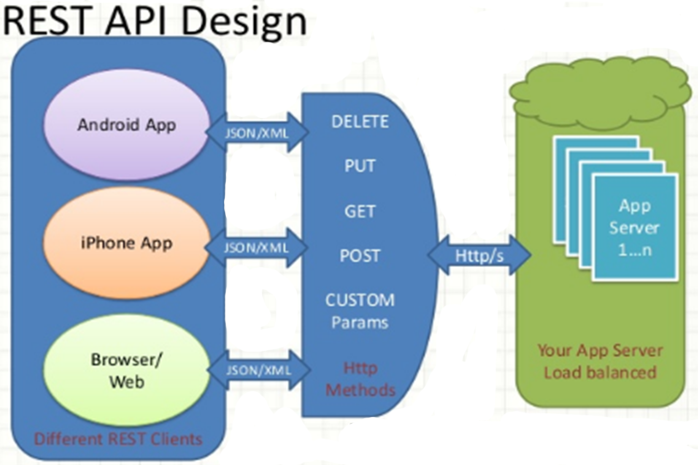 REST API Design
Android App
iPhone App
Browser/
Web
Different REST Clients
JSON/XML
JSON/XML
JSON/XML
DELETE
PUT
GET
POST
CUSTOM
Params
Http
Methods
Http/s
App
Server
1...n
Your App Server
Load balanced